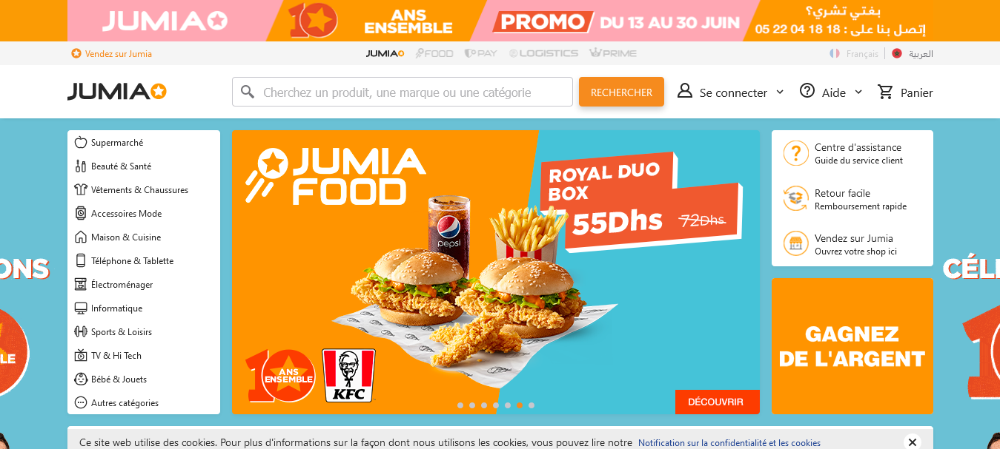 JUMIA
10 ANS
ENSEMBLE
PROMO DU 13 AU 30 JUIN
بغتي تشري؟
إتصل بنا على : 18 18 04 22 05
Vendez sur Jumia
JUMIA FOOD PAY LOGISTICS PRIME
Français العربية
JUMIA
Cherchez un produit, une marque ou une catégorie
RECHERCHER
Se connecter
Aide
Panier
Supermarché
Beauté & Santé
Vêtements & Chaussures
Accessoires Mode
Maison & Cuisine
Téléphone & Tablette
Électroménager
Informatique
Sports & Loisirs
TV & Hi Tech
Bébé & Jouets
Autres catégories
JUMIA
FOOD
ROYAL DUO
BOX
55Dhs 72Dhs
pepsi
10 ANS
ENSEMBLE
KFC
DÉCOUVRIR
Centre d'assistance
Guide du service client
Retour facile
Remboursement rapide
Vendez sur Jumia
Ouvrez votre shop ici
GAGNEZ
DE L'ARGENT
ONS
BLE
CÉL
Ce site web utilise des cookies. Pour plus d'informations sur la façon dont nous utilisons les cookies, vous pouvez lire notre Notification sur la confidentialité et les cookies